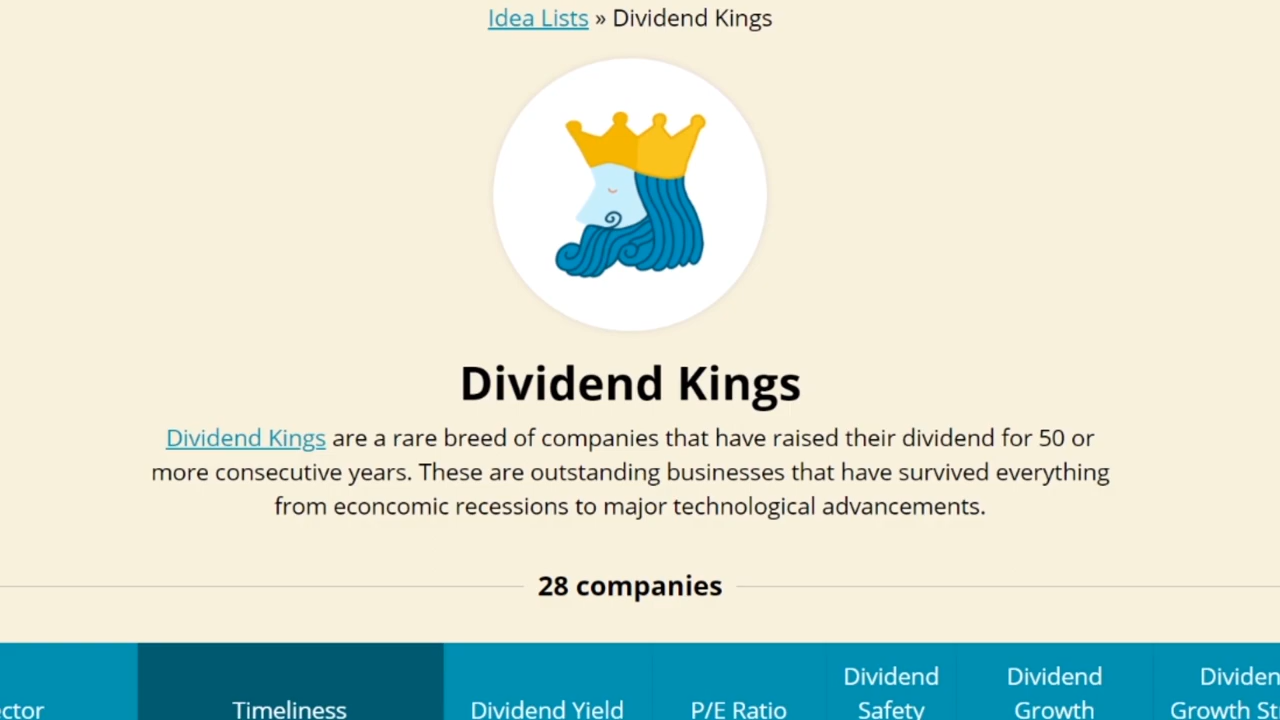 Idea Lists » Dividend Kings
Dividend Kings
Dividend Kings are a rare breed of companies that have raised their dividend for 50 or
more consecutive years. These are outstanding businesses that have survived everything
from econcomic recessions to major technological advancements.
28 companies
Dividend Dividend
Timeliness Dividend Yield P/E Ratio Safety Growth